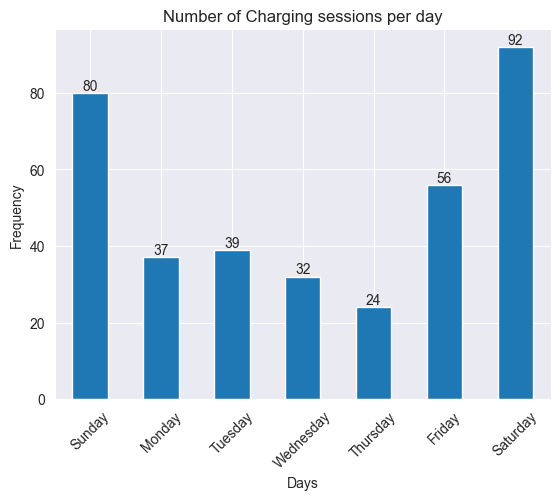 Number of Charging sessions per day
Frequency
80
60
40
20
0
80
37
39
32
24
56
92
Sunday
Monday
Tuesday
Wednesday
Thursday
Friday
Saturday
Days